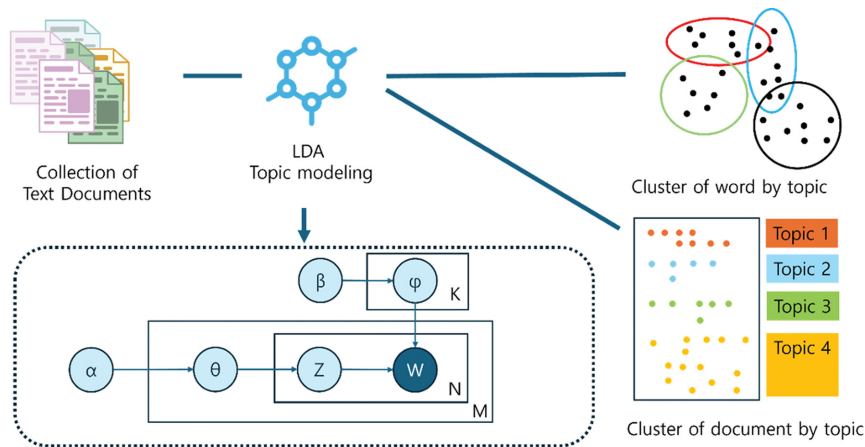 Collection of
Text Documents
LDA
Topic modeling
Cluster of word by topic
β
φ
K
α
θ
Z
W
N
M
Topic 1
Topic 2
Topic 3
Topic 4
Cluster of document by topic